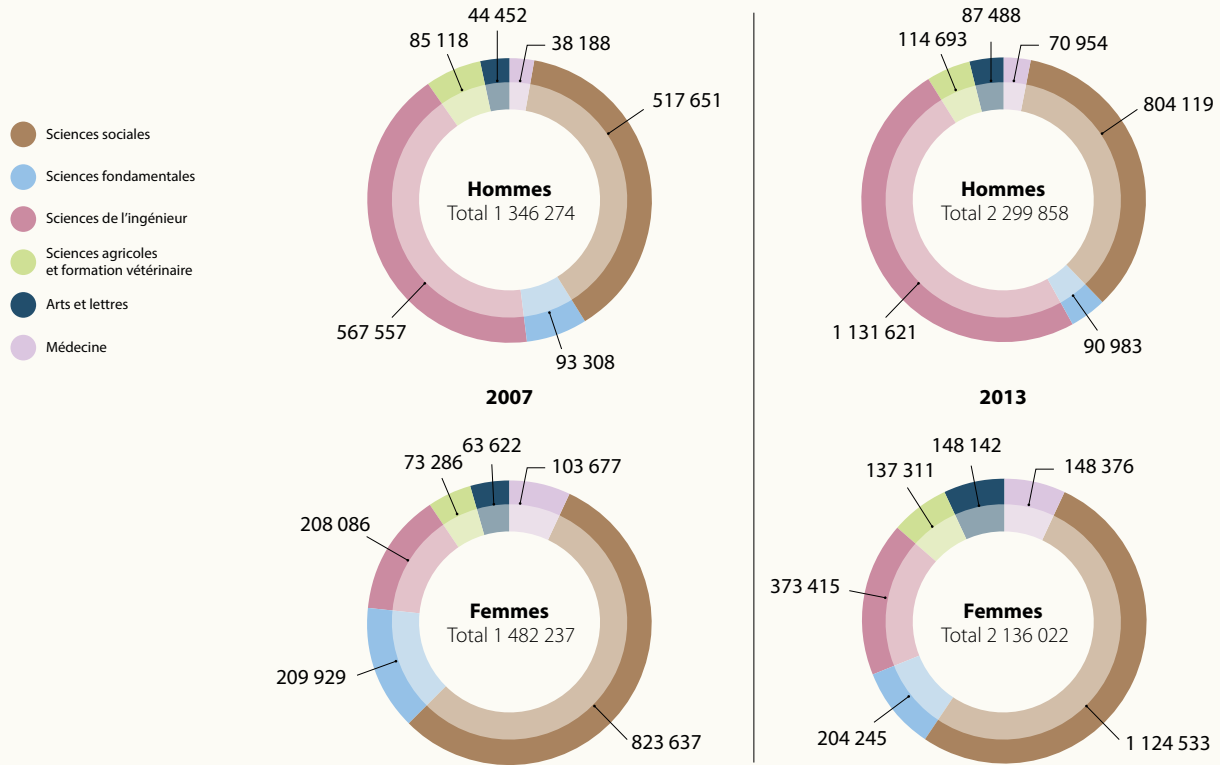 Sciences sociales
Sciences fondamentales
Sciences de l'ingénieur
Sciences agricoles
et formation vétérinaire
Arts et lettres
Médecine
44 452
85 118
38 188
517 651
Hommes
Total 1 346 274
567 557
93 308
2007
63 622
73 286
103 677
208 086
Femmes
Total 1 482 237
209 929
823 637
87 488
114 693
70 954
804 119
Hommes
Total 2 299 858
1 131 621
90 983
2013
148 142
137 311
148 376
373 415
Femmes
Total 2 136 022
204 245
1 124 533